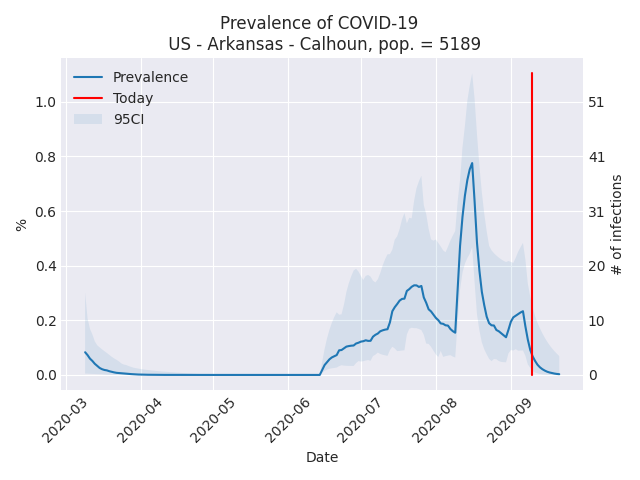 Prevalence of COVID-19
US - Arkansas - Calhoun, pop. = 5189
Prevalence
Today
95CI
1.0
0.8
0.6
0.4
0.2
0.0
%
51
41
31
20
10
0
# of infections
2020-03
2020-04
2020-05
2020-06
2020-07
2020-08
2020-09
Date